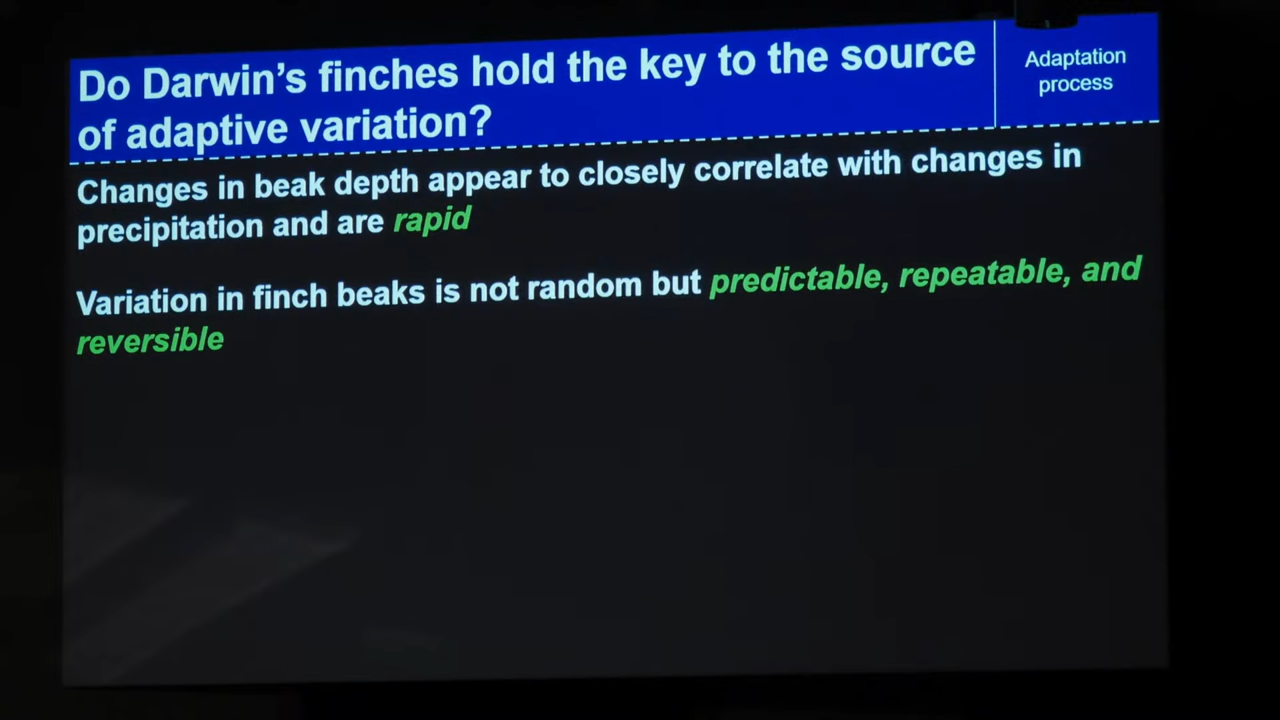 Do Darwin's finches hold the key to the source
of adaptive variation?
Adaptation
process
Changes in beak depth appear to closely correlate with changes in
precipitation and are rapid
Variation in finch beaks is not random but predictable, repeatable, and
reversible